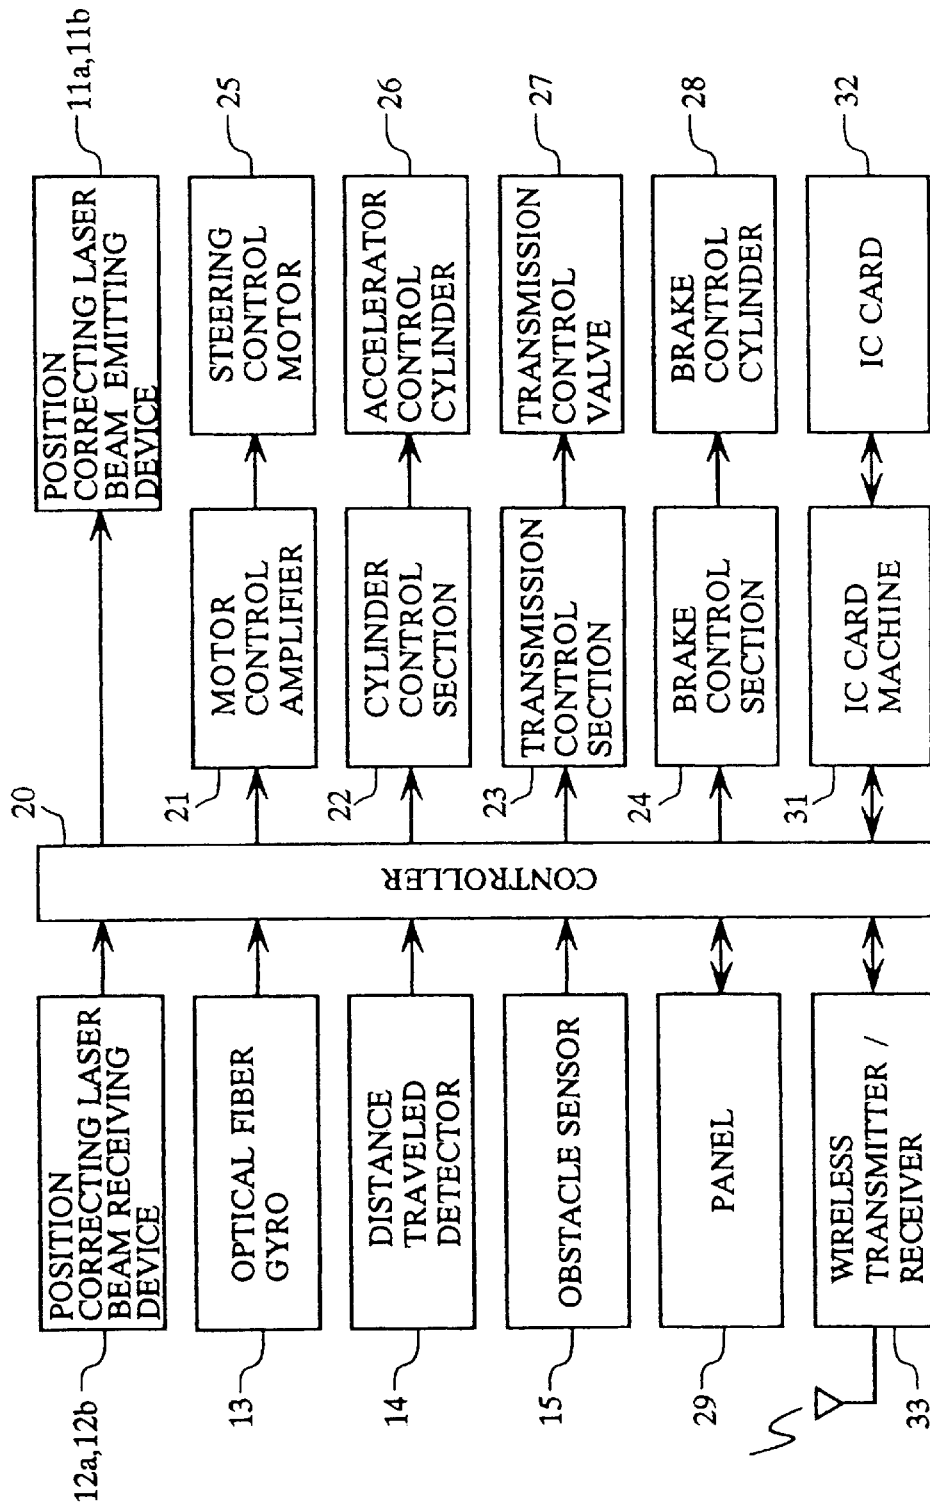 12a,12b
POSITION
CORRECTING LASER
BEAM RECEIVING
DEVICE
20
POSITION
CORRECTING LASER
BEAM EMITTING
DEVICE
11a,11b
13
OPTICAL FIBER
GYRO
21
MOTOR
CONTROL
AMPLIFIER
STEERING
CONTROL
MOTOR
25
14
DISTANCE
TRAVELED
DETECTOR
22
CYLINDER
CONTROL
SECTION
ACCELERATOR
CONTROL
CYLINDER
26
15
OBSTACLE SENSOR
CONTROLLER
23
TRANSMISSION
CONTROL
SECTION
TRANSMISSION
CONTROL
VALVE
27
29
PANEL
24
BRAKE
CONTROL
SECTION
BRAKE
CONTROL
CYLINDER
28
33
WIRELESS
TRANSMITTER /
RECEIVER
31
IC CARD
MACHINE
IC CARD
32